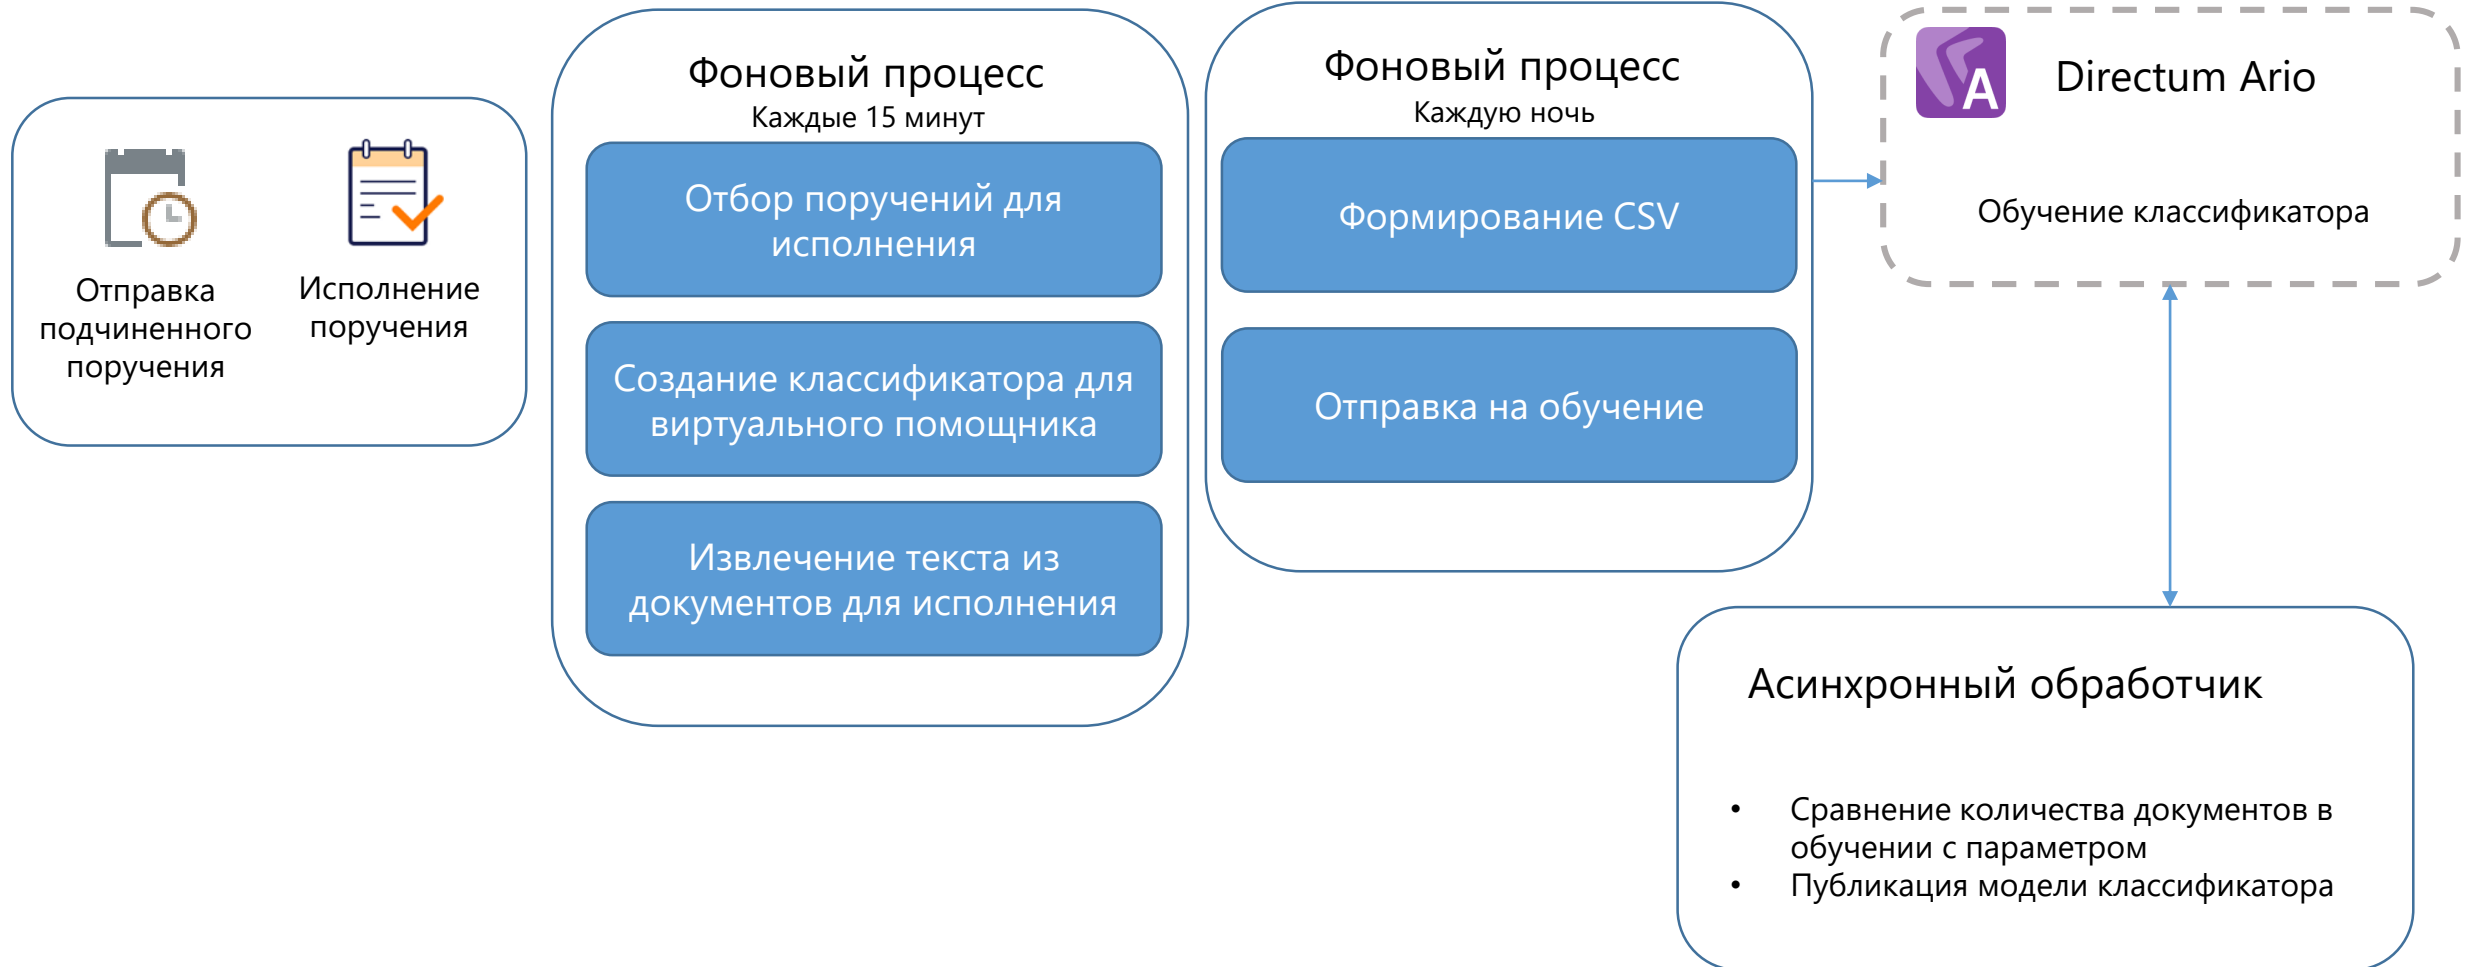 Отправка
подчиненного
поручения
Исполнение
поручения
Фоновый процесс
Каждые 15 минут
Отбор поручений для
исполнения
Создание классификатора для
виртуального помощника
Извлечение текста из
документов для исполнения
Фоновый процесс
Каждую ночь
Формирование CSV
Отправка на обучение
A
Directum Ario
Обучение классификатора
Асинхронный обработчик
• Сравнение количества документов в
обучении с параметром
• Публикация модели классификатора